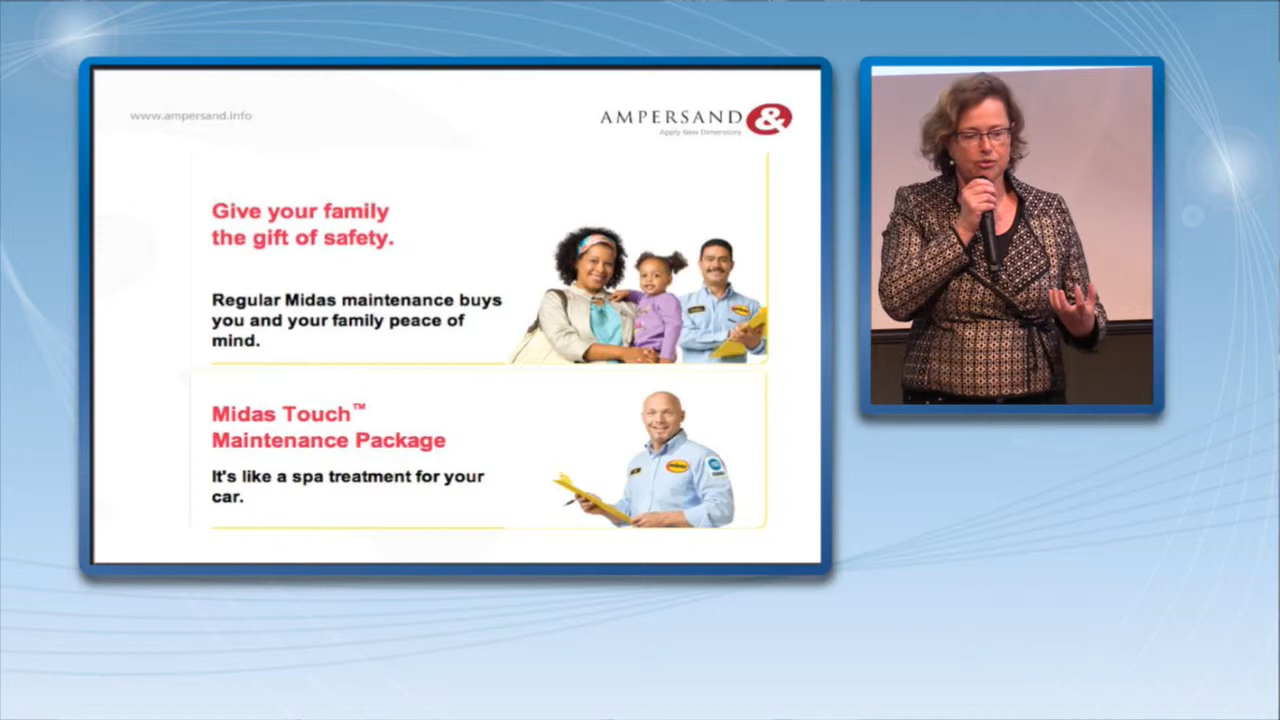 www.ampersand.info
AMPERSAND &
Apply New Dimensions
Give your family
the gift of safety.
Regular Midas maintenance buys
you and your family peace of
mind.
Midas Touch™
Maintenance Package
It's like a spa treatment for your
car.